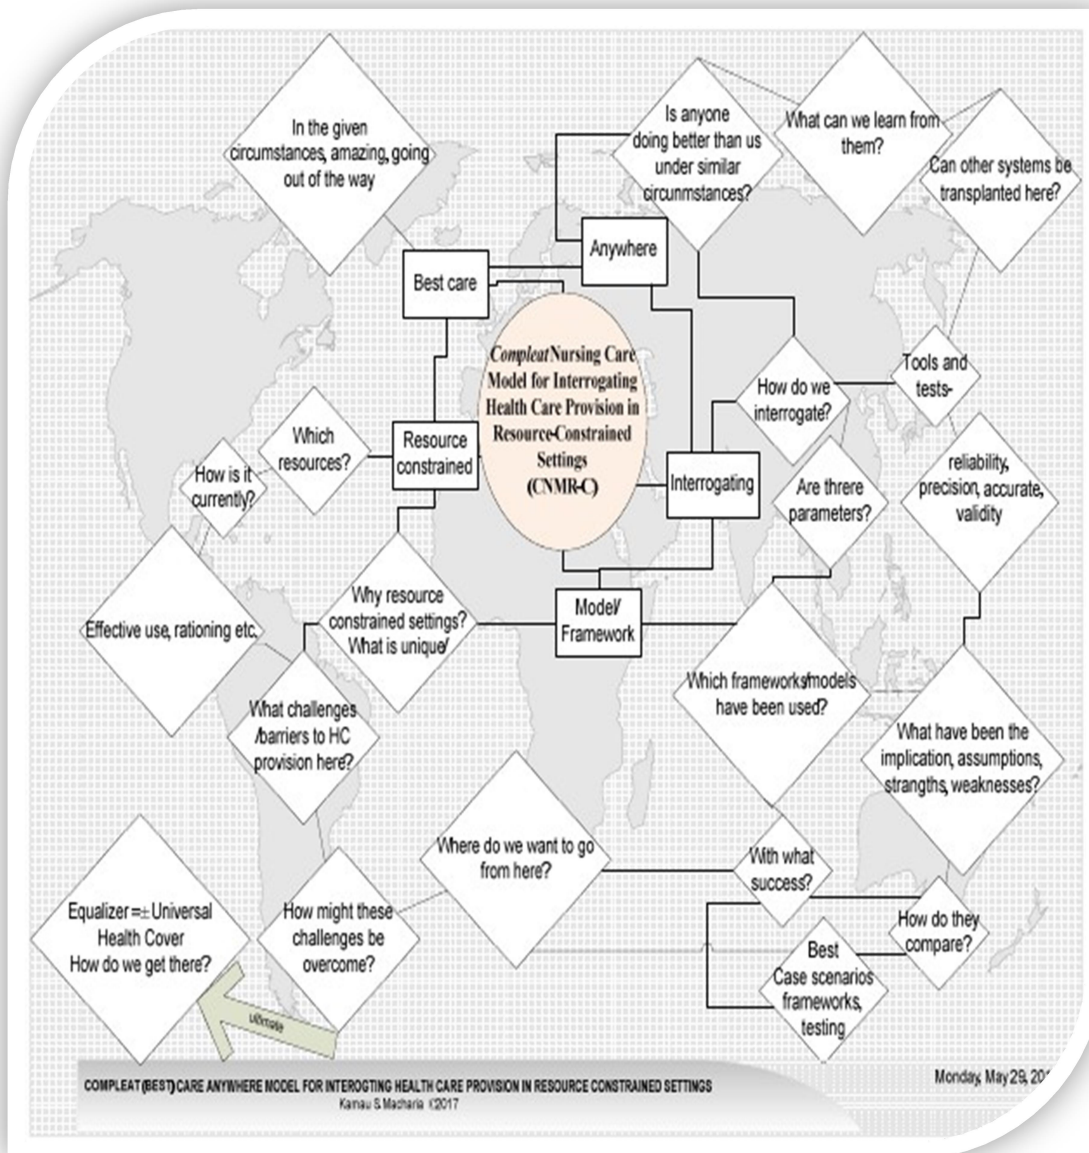 In the given
circumstances, amazing, going
out of the way
Is anyone
doing better than us
under similar
circunmstances?
What can we learn from
them?
Can other systems be
transplanted here?
Anywhere
Best care
Compleat Nursing Care
Model for Interrogating
Health Care Provision in
Resource-Constrained
Settings
(CNMR-C)
How do we
interrogate?
Tools and
tests-
Which
resources?
Resource
constrained
How is it
currently?
Interrogating
Are threre
parameters?
reliability,
precision, accurate,
validity
Effective use, rationing etc.
Why resource
constrained settings?
What is unique/
Model/
Framework
Which frameworks/models
have been used?
What challenges
/barriers to HC
provision here?
What have been the
implication, assumptions,
strangths, weaknesses?
Where do we want to go
from here?
With what
success?
Equalizer =± Universal
Health Cover
How do we get there?
How might these
challenges be
overcome?
How do they
compare?
Best
Case scenarios
frameworks,
testing
ultimate
COMPLEAT (BEST) CARE ANYWHERE MODEL FOR INTEROGTING HEALTH CARE PROVISION IN RESOURCE CONSTRAINED SETTINGS
Kamau S Macharia ©2017
Monday, May 29,